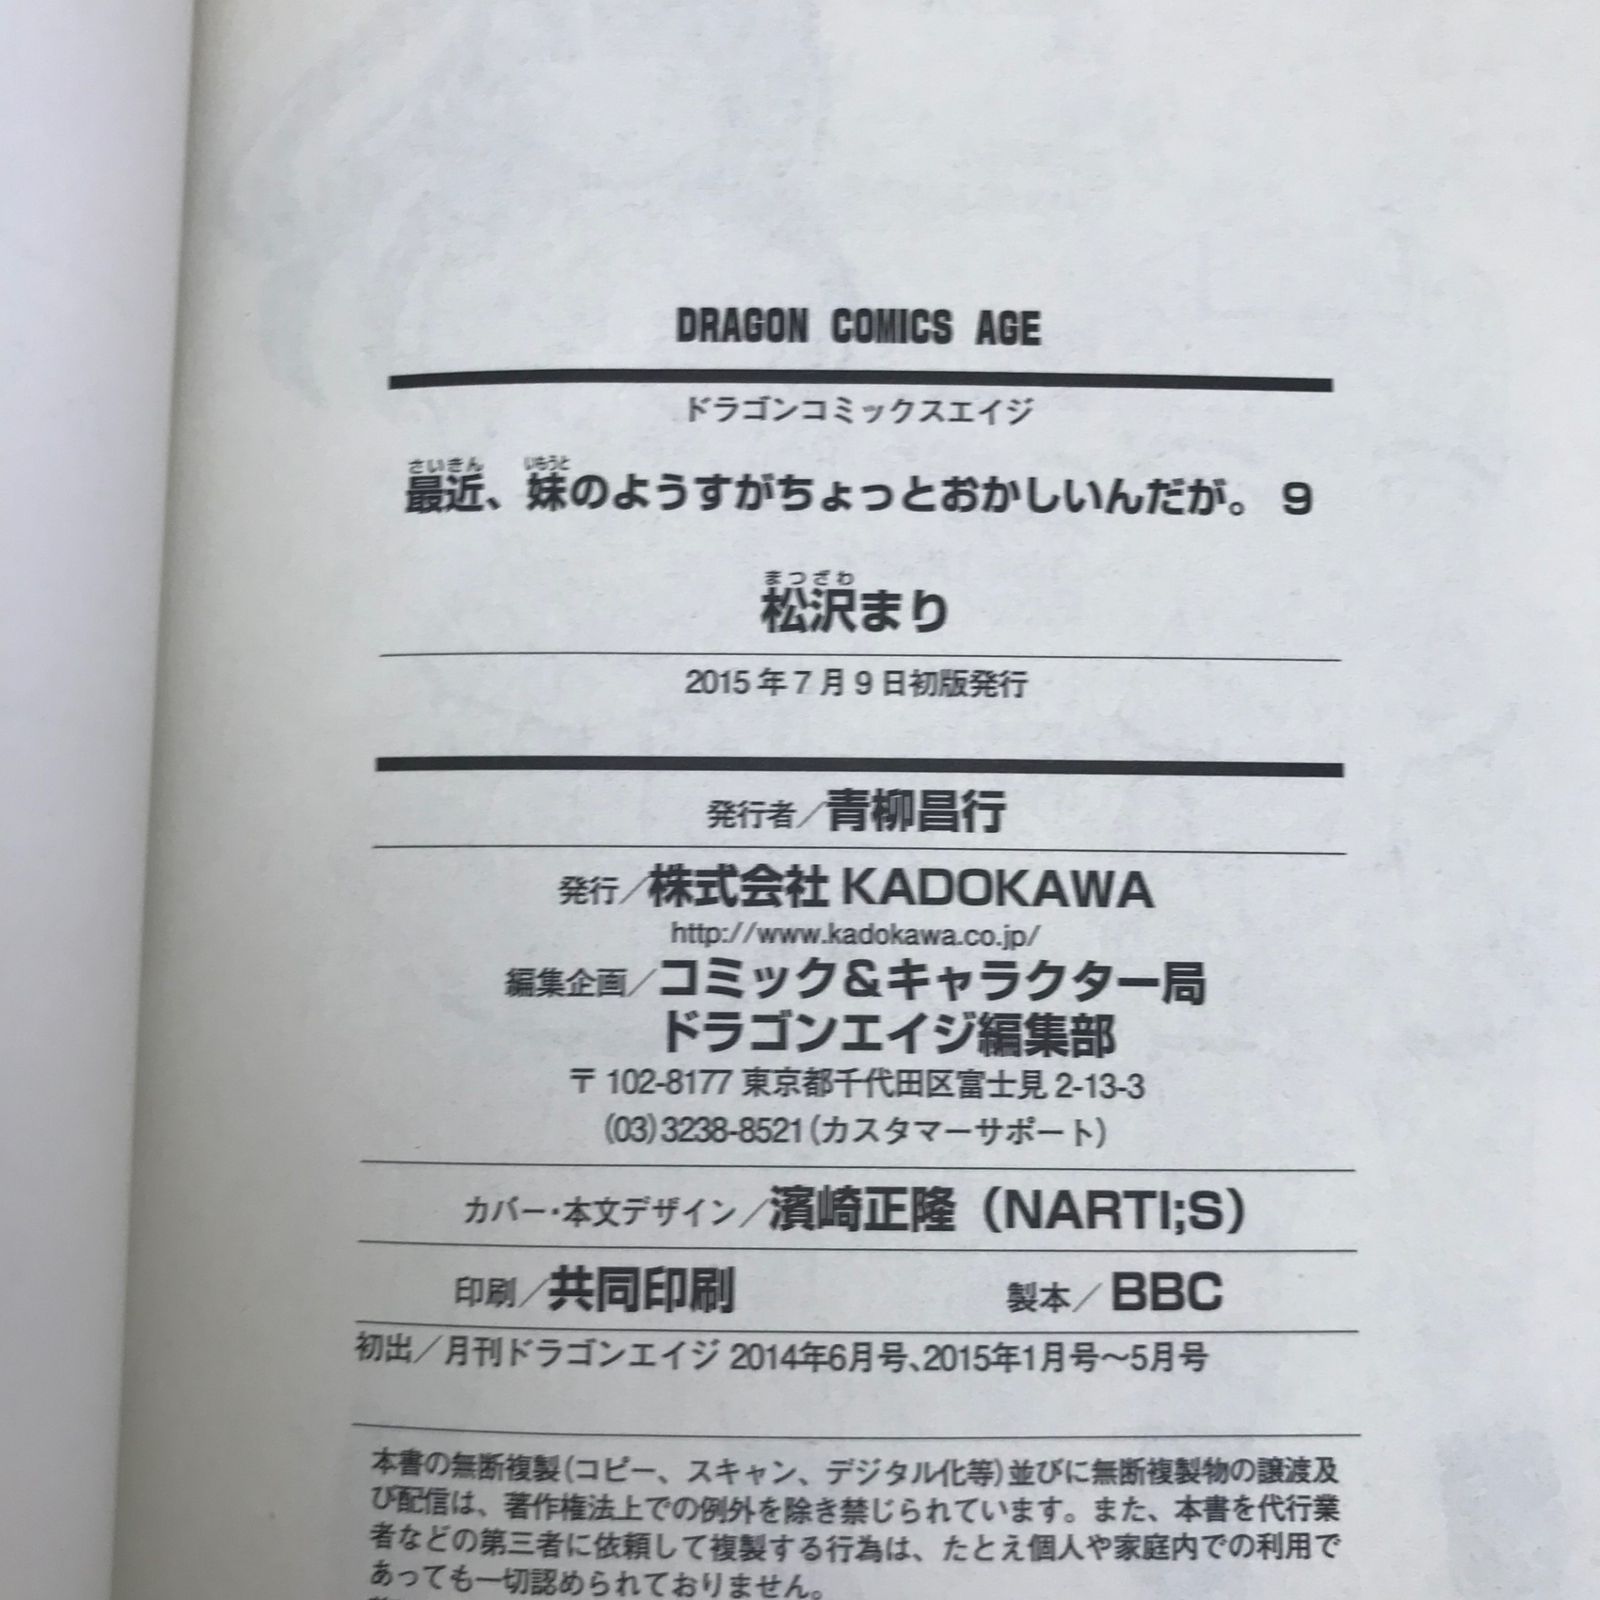 DRAGON COMICS AGE
ドラゴンコミックスエイジ
さいきん いもうと
最近、妹のようすがちょっとおかしいんだが。 9
まつざわ
松沢まり
2015年7月9日初版発行
発行者／青柳昌行
発行／株式会社KADOKAWA
http://www.kadokawa.co.jp/
編集企画／コミック&キャラクター局
ドラゴンエイジ編集部
〒102-8177 東京都千代田区富士見 2-13-3
(03)3238-8521(カスタマーサポート)
カバー・本文デザイン／濱崎正隆（NARTI;S）
印刷／共同印刷 製本／BBC
初出／月刊ドラゴンエイジ 2014年6月号、2015年1月号〜5月号
本書の無断複製(コピー、スキャン、デジタル化等)並びに無断複製物の譲渡及
び配信は、著作権法上での例外を除き禁じられています。また、本書を代行業
者などの第三者に依頼して複製する行為は、たとえ個人や家庭内での利用で
あっても一切認められておりません。